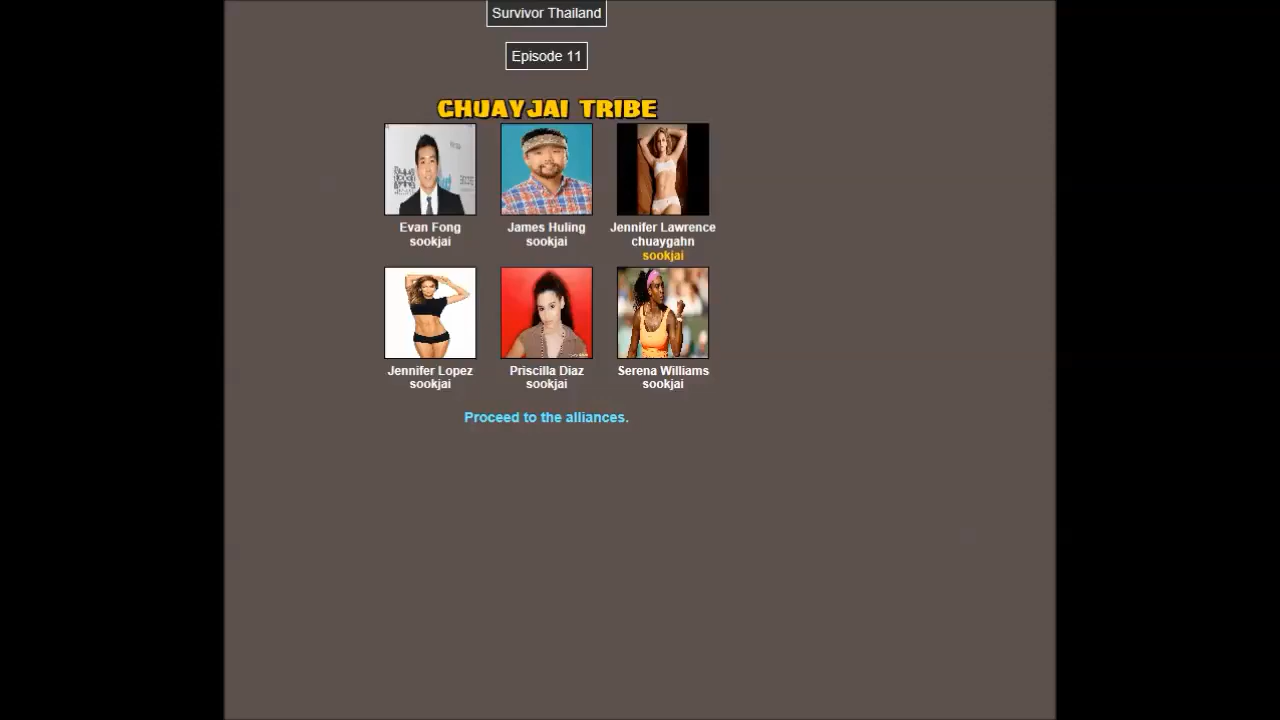 Survivor Thailand
Episode 11
CHUAYJAI TRIBE
Evan Fong
sookjai
James Huling
sookjai
Jennifer Lawrence
chuaygahn
sookjai
Jennifer Lopez
sookjai
Priscilla Diaz
sookjai
Serena Williams
sookjai
Proceed to the alliances.